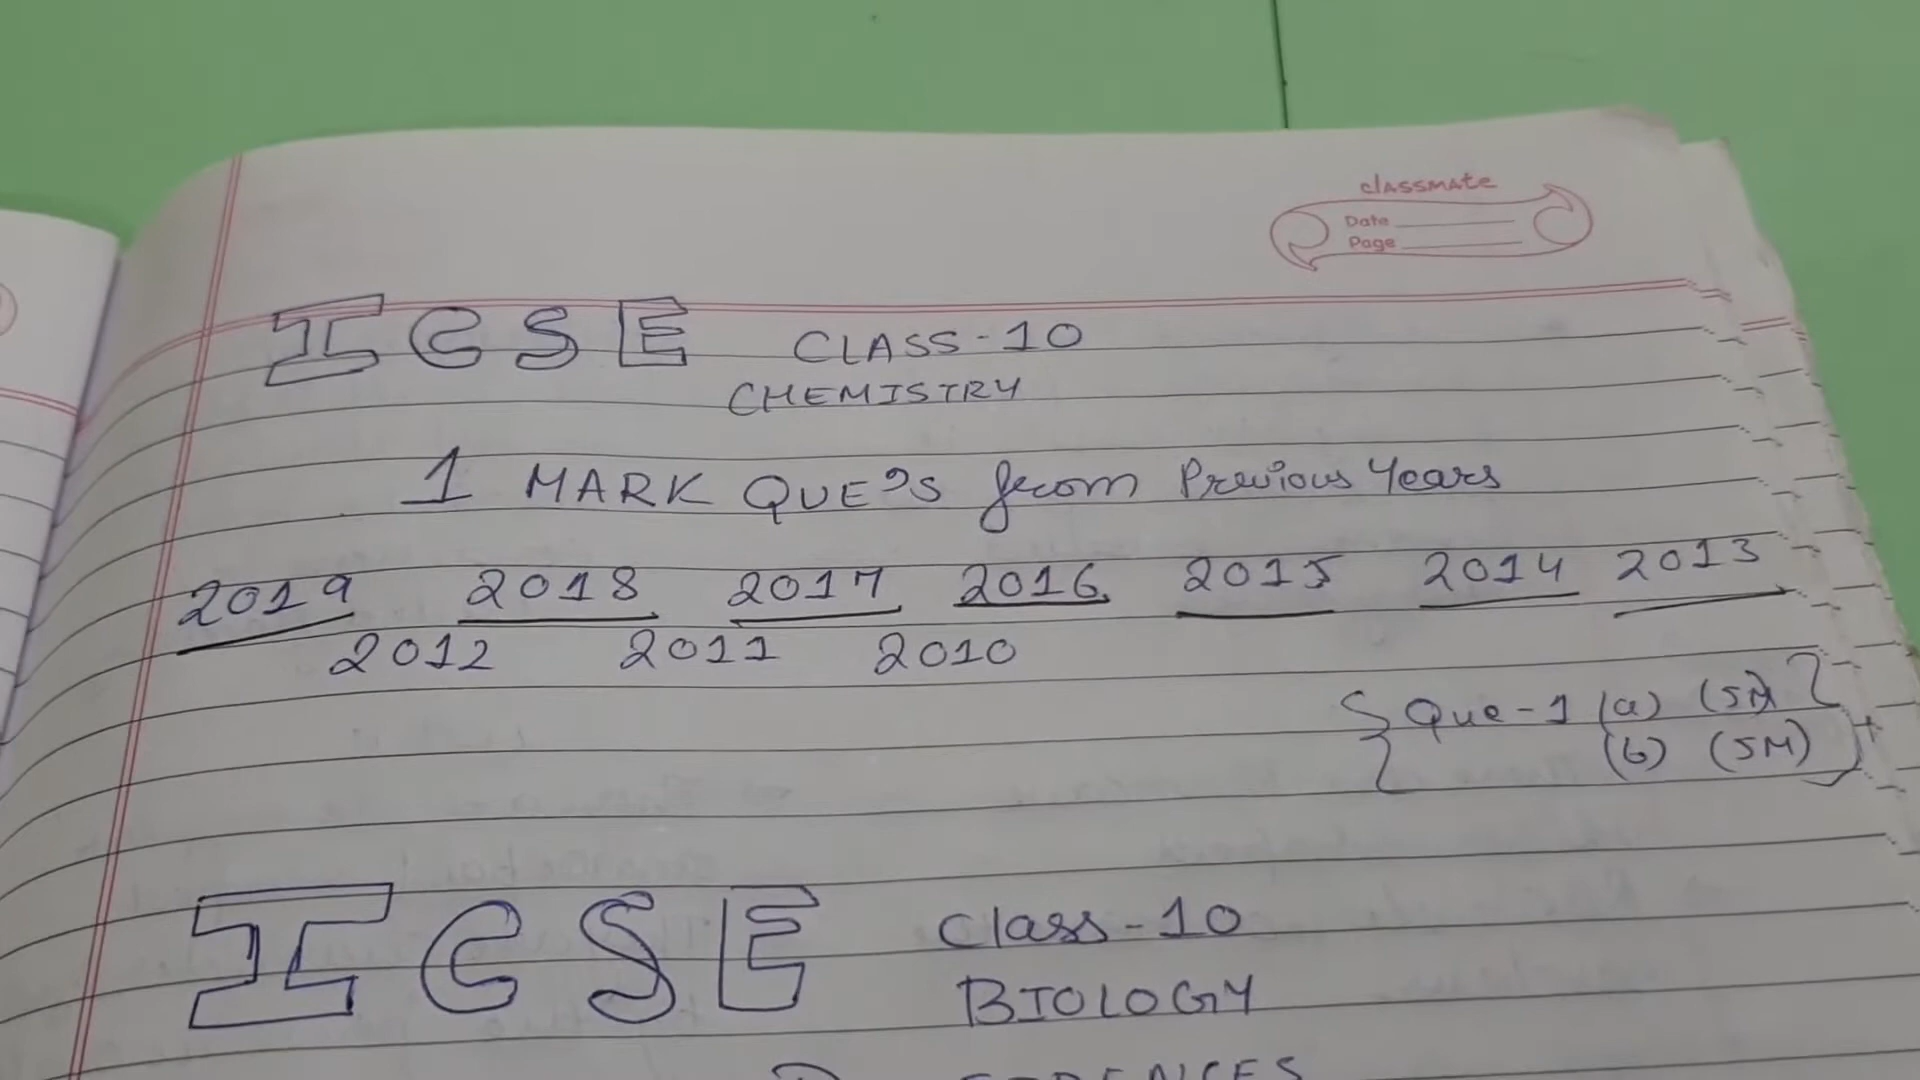 classmate
Date
Page
ICSE CLASS-10
CHEMISTRY
1 MARK QUE'S from Previous Years
2019 2018 2017 2016 2015 2014 2013
2012 2011 2010
Que-1 (a) (5M)
(b) (5M) +
ICSE Class-10
BIOLOGY